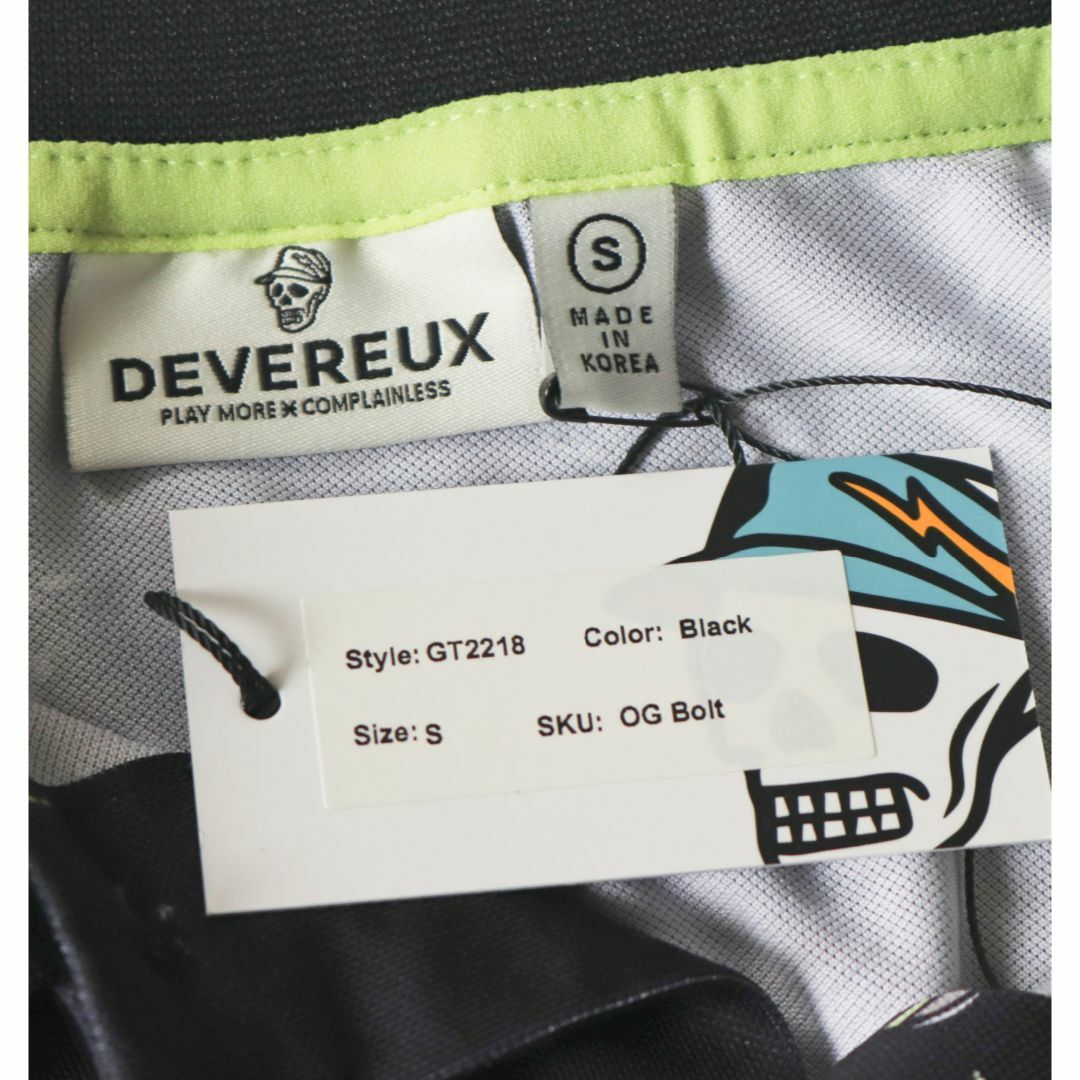 DEVEREUX
PLAY MORE COMPLAINLESS
S
MADE
IN
KOREA
Style: GT2218 Color: Black
Size: S SKU: OG Bolt